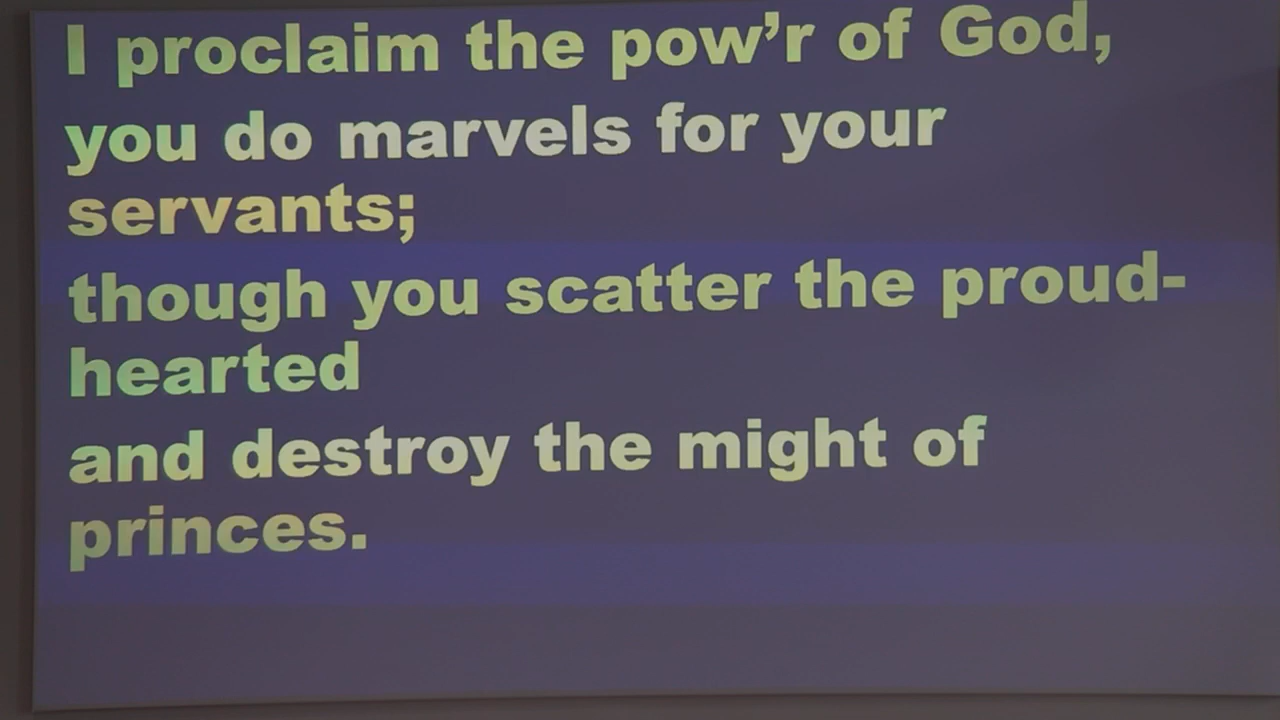 I proclaim the pow’r of God,
you do marvels for your
servants;
though you scatter the proud-
hearted
and destroy the might of
princes.